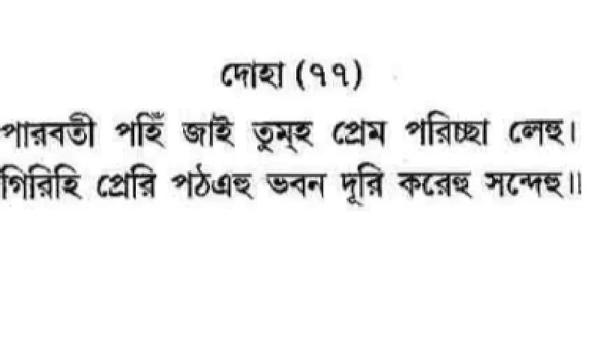 দোহা (৭৭)
পারবতী পহিঁ জাই তুম্হ প্রেম পরিচ্ছা লেহু।
গিরিহি প্রেরি পঠএহু ভবন দূরি করেহু সন্দেহু॥